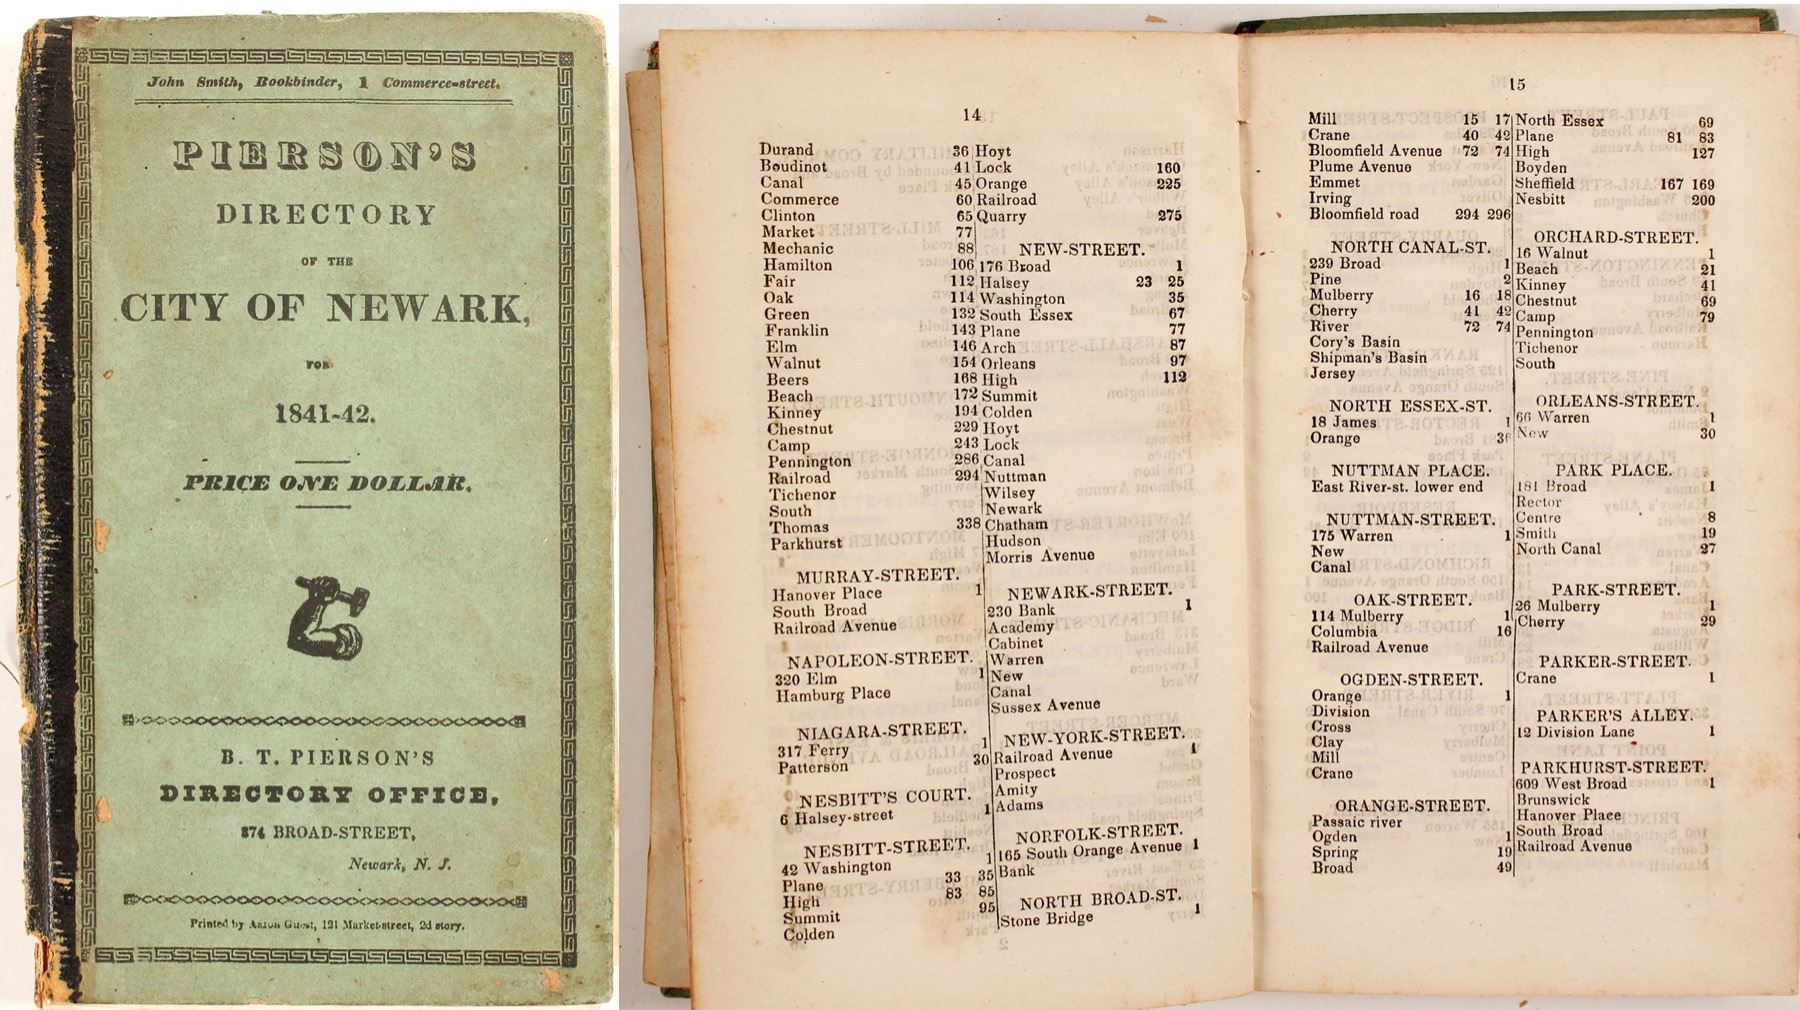 John Smith, Bookbinder, 1 Commerce-street.
PIERSON'S
DIRECTORY
OF THE
CITY OF NEWARK,
FOR
1841-42.
PRICE ONE DOLLAR.
B. T. PIERSON'S
DIRECTORY OFFICE,
874 BROAD-STREET,
Newark, N. J.
Printed by Aaron Guest, 121 Market-street, 2d story.
14
Durand 36
Boudinot 41
Canal 45
Commerce 60
Clinton 65
Market 77
Mechanic 88
Hamilton 106
Fair 112
Oak 114
Green 132
Franklin 143
Elm 146
Walnut 154
Beers 168
Beach 172
Kinney 194
Chestnut 229
Camp 243
Pennington 286
Railroad 294
Tichenor
South
Thomas 338
Parkhurst
MURRAY-STREET.
Hanover Place 1
South Broad
Railroad Avenue
NAPOLEON-STREET.
320 Elm 1
Hamburg Place
NIAGARA-STREET.
317 Ferry 1
Patterson 30
NESBITT'S COURT.
6 Halsey-street 1
NESBITT-STREET.
42 Washington 1
Plane 33 35
High 83 85
Summit 95
Colden
Hoyt
Lock 160
Orange 225
Railroad
Quarry 275
NEW-STREET.
176 Broad 1
Halsey 23 25
Washington 35
South Essex 67
Plane 77
Arch 87
Orleans 97
High 112
Summit
Colden
Hoyt
Lock
Canal
Nuttman
Wilsey
Newark
Chatham
Hudson
Morris Avenue
NEWARK-STREET.
230 Bank 1
Academy
Cabinet
Warren
New
Canal
Sussex Avenue
NEW-YORK-STREET.
Railroad Avenue 1
Prospect
Amity
Adams
NORFOLK-STREET.
165 South Orange Avenue 1
Bank
NORTH BROAD-ST.
Stone Bridge 1
15
Mill 15 17
Crane 40 42
Bloomfield Avenue 72 74
Plume Avenue
Emmet
Irving
Bloomfield road 294 296
NORTH CANAL-ST.
239 Broad 1
Pine 2
Mulberry 16 18
Cherry 41 42
River 72 74
Cory's Basin
Shipman's Basin
Jersey
NORTH ESSEX-ST.
18 James 1
Orange 36
NUTTMAN PLACE.
East River-st. lower end
NUTTMAN-STREET.
175 Warren 1
New
Canal
OAK-STREET.
114 Mulberry 1
Columbia 16
Railroad Avenue
OGDEN-STREET.
Orange 1
Division
Cross
Clay
Mill
Crane
ORANGE-STREET.
Passaic river
Ogden 1
Spring 19
Broad 49
North Essex 69
Plane 81 83
High 127
Boyden
Sheffield 167 169
Nesbitt 200
ORCHARD-STREET.
16 Walnut 1
Beach 21
Kinney 41
Chestnut 69
Camp 79
Pennington
Tichenor
South
ORLEANS-STREET.
66 Warren 1
New 30
PARK PLACE.
181 Broad 1
Rector
Centre 8
Smith 19
North Canal 27
PARK-STREET.
26 Mulberry 1
Cherry 29
PARKER-STREET.
Crane 1
PARKER'S ALLEY.
12 Division Lane 1
PARKHURST-STREET.
609 West Broad 1
Brunswick
Hanover Place
South Broad
Railroad Avenue